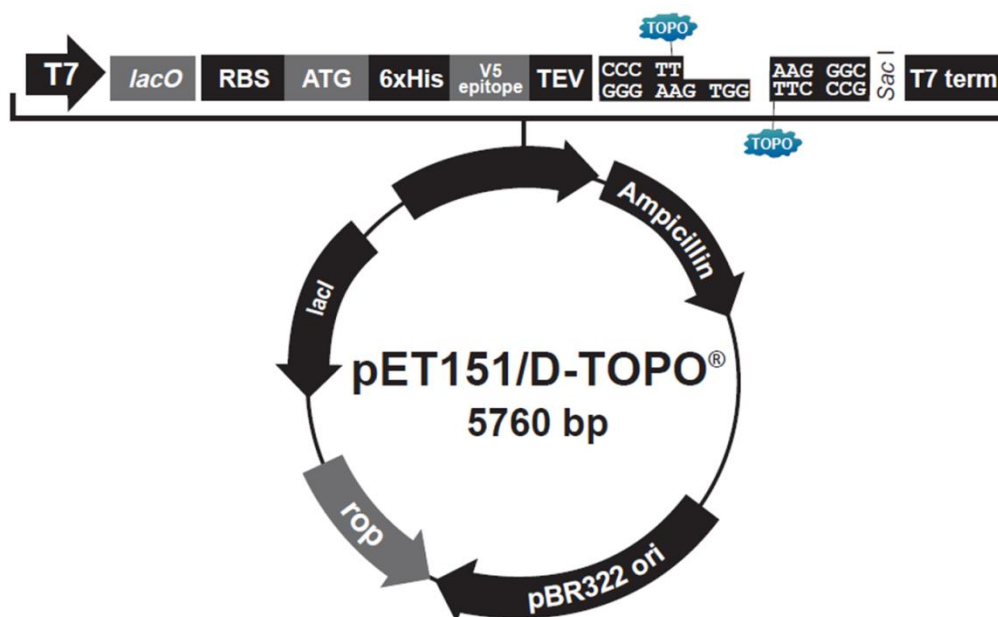 TOPO
T7 lacO RBS ATG 6xHis V5 epitope TEV CCC TT AAG GGC SacI T7 term
GGG AAG TGG TTC CCG
TOPO
Ampicillin
lacI
pET151/D-TOPO®
5760 bp
rop
pBR322 ori